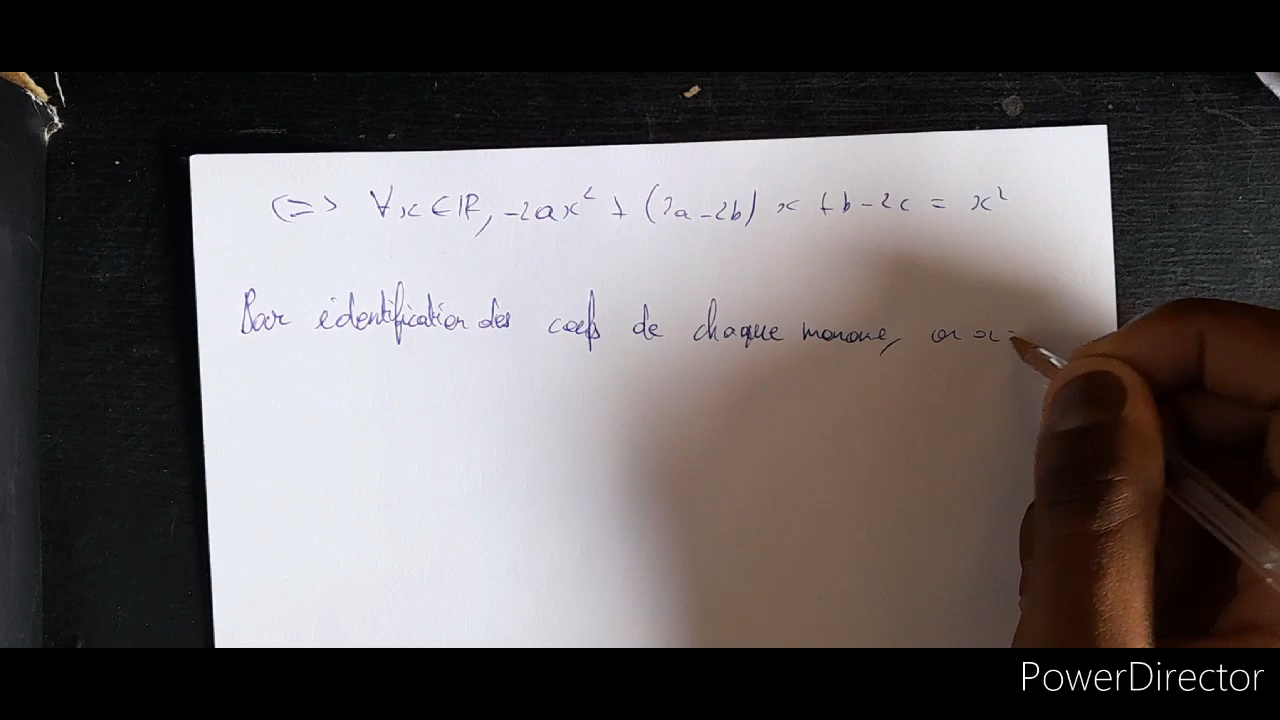 <=> ∀x∈ℝ, -2ax² + (2a-2b) x + b-2c = x²
Par identification des coefs de chaque monome, on a :
PowerDirector